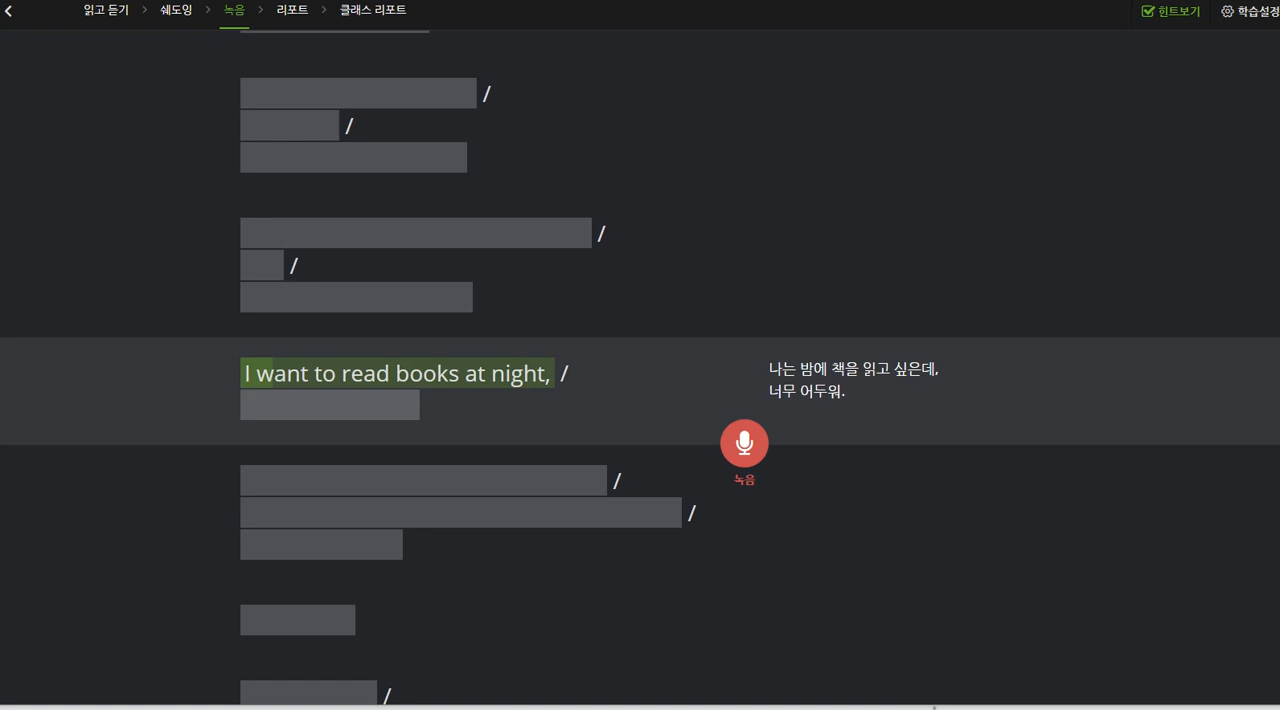 읽고 듣기 > 쉐도잉 > 녹음 > 리포트 > 클래스 리포트
힌트보기
학습설정
/
/
/
/
I want to read books at night, /
나는 밤에 책을 읽고 싶은데,
너무 어두워.
녹음
/
/
/